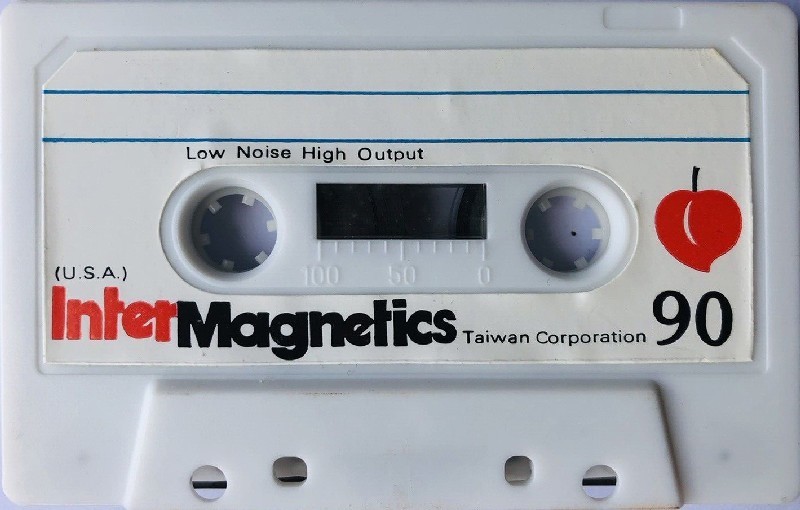 Low Noise High Output
100 50 0
(U.S.A.)
InterMagnetics Taiwan Corporation 90